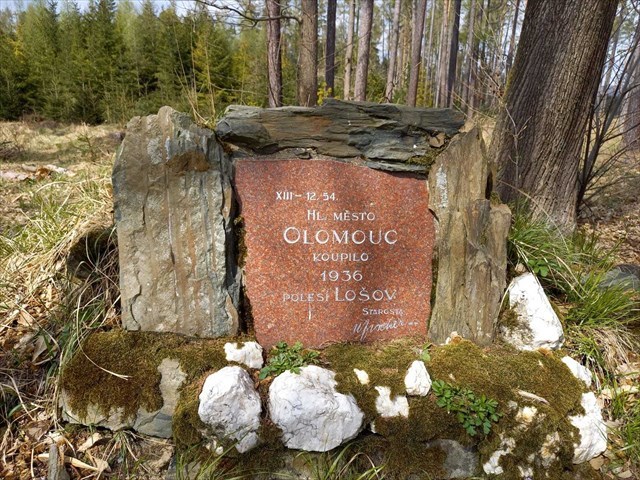 XIII – 12. 54.
HL. MĚSTO
OLOMOUC
KOUPILO
1936
POLESÍ LOŠOV.
STAROSTA